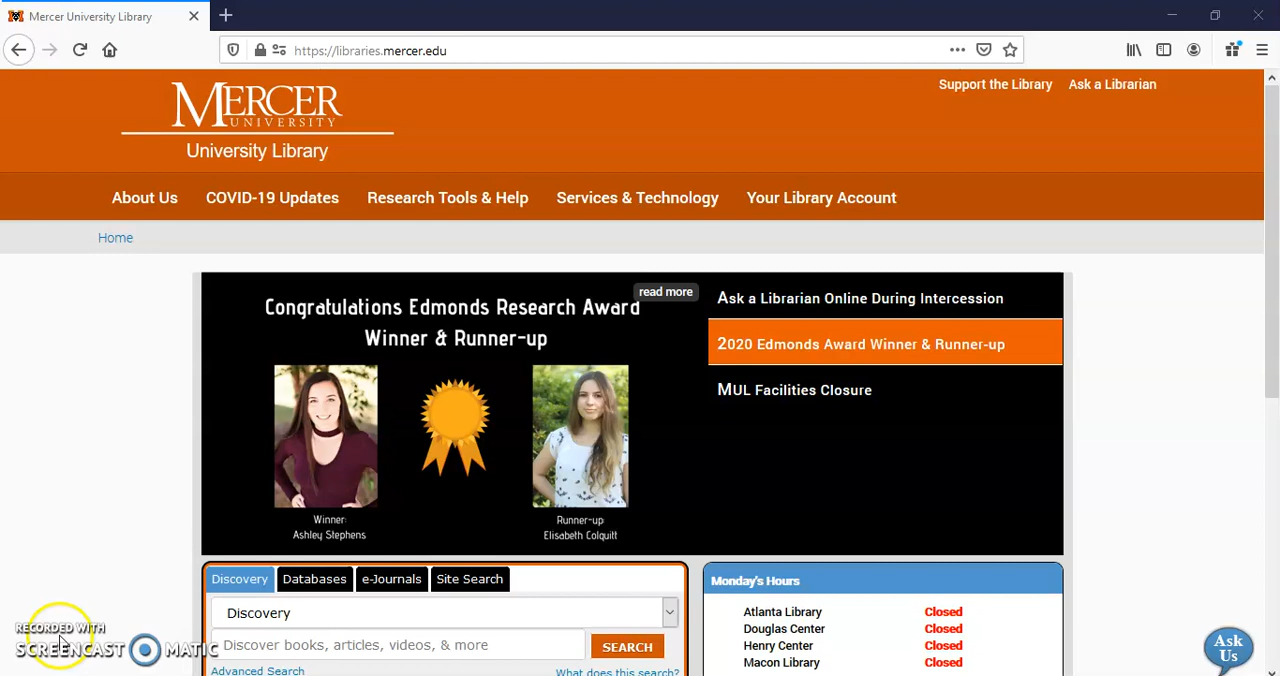 Mercer University Library
https://libraries.mercer.edu
Support the Library
Ask a Librarian
MERCER
UNIVERSITY
University Library
About Us
COVID-19 Updates
Research Tools & Help
Services & Technology
Your Library Account
Home
Congratulations Edmonds Research Award
Winner & Runner-up
read more
Winner:
Ashley Stephens
Runner-up:
Elisabeth Colquitt
Ask a Librarian Online During Intercession
2020 Edmonds Award Winner & Runner-up
MUL Facilities Closure
Discovery
Databases
e-Journals
Site Search
Discovery
Discover books, articles, videos, & more
SEARCH
Advanced Search
What does this search?
Monday's Hours
Atlanta Library Closed
Douglas Center Closed
Henry Center Closed
Macon Library Closed
Ask
Us
RECORDED WITH
SCREENCAST MATIC